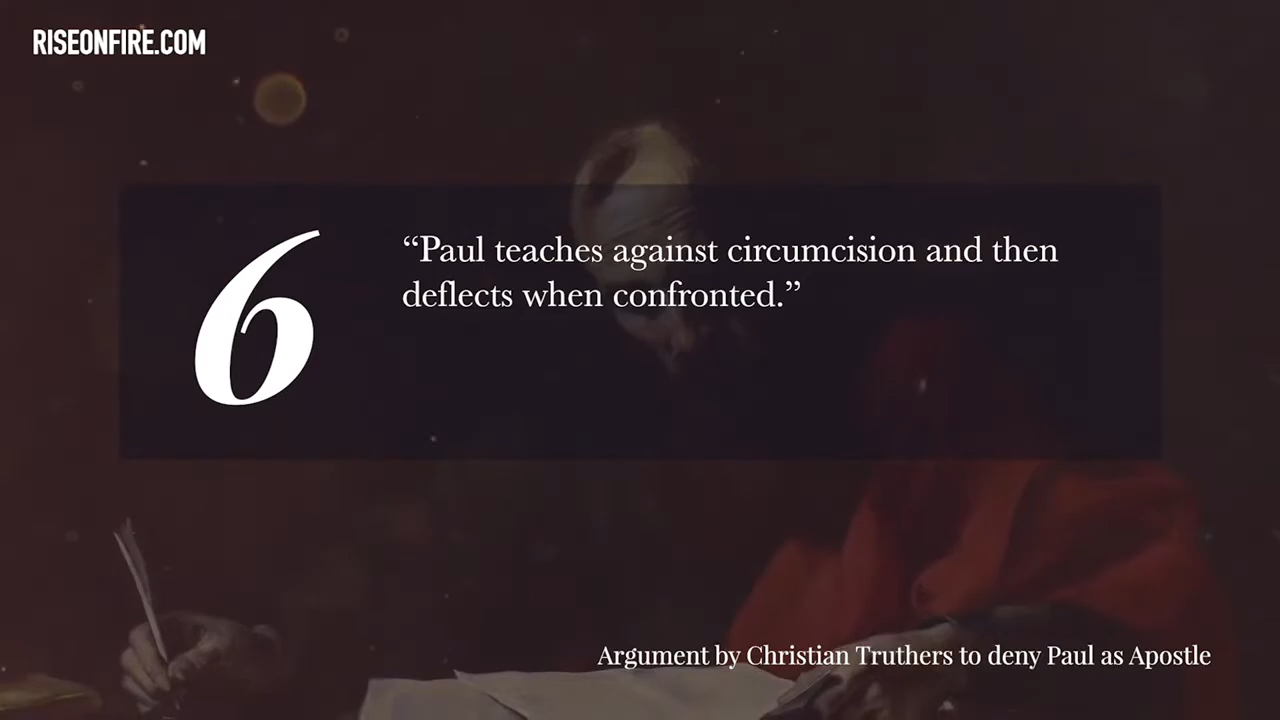 RISEONFIRE.COM
6
“Paul teaches against circumcision and then
deflects when confronted.”
Argument by Christian Truthers to deny Paul as Apostle